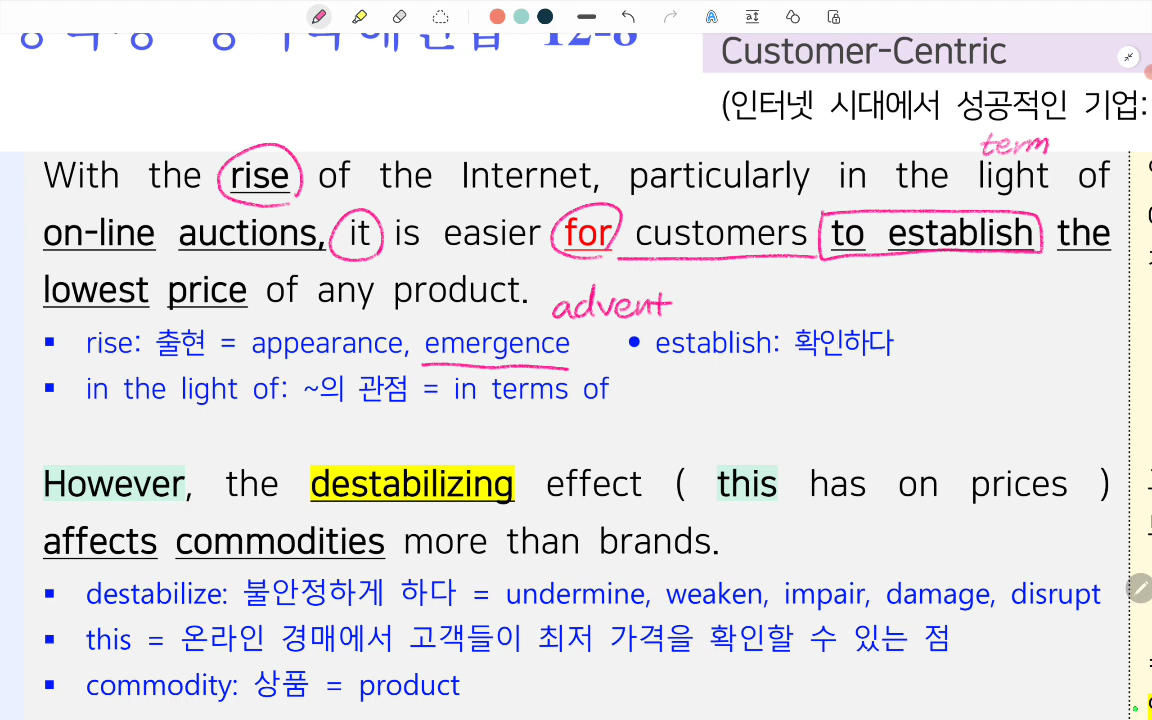 12-8
Customer-Centric
(인터넷 시대에서 성공적인 기업:
term
With the rise of the Internet, particularly in the light of
on-line auctions, it is easier for customers to establish the
lowest price of any product.
advent
▪ rise: 출현 = appearance, emergence • establish: 확인하다
▪ in the light of: ~의 관점 = in terms of
However, the destabilizing effect ( this has on prices )
affects commodities more than brands.
▪ destabilize: 불안정하게 하다 = undermine, weaken, impair, damage, disrupt
▪ this = 온라인 경매에서 고객들이 최저 가격을 확인할 수 있는 점
▪ commodity: 상품 = product